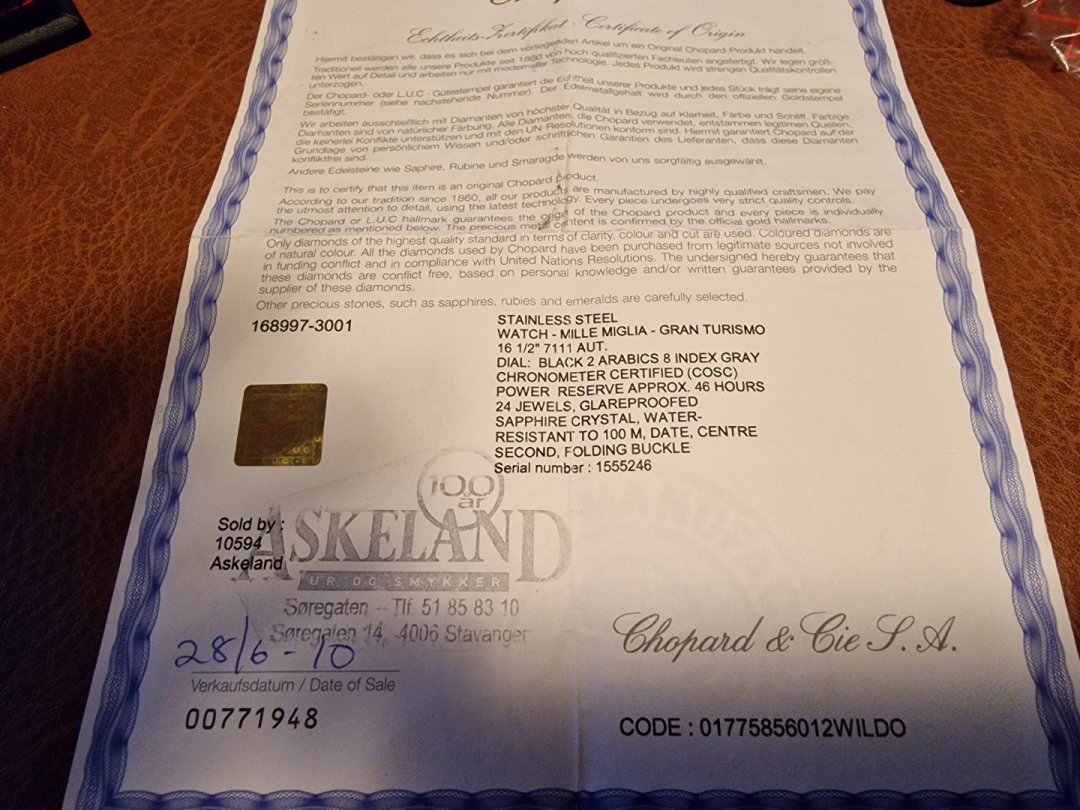 Echtheits-Zertifikat · Certificate of Origin
Hiermit bestätigen wir, dass es sich bei dem vorliegenden Artikel um ein Original Chopard-Produkt handelt.
Traditionell werden alle unsere Produkte seit 1860 von hoch qualifizierten Fachleuten angefertigt. Wir legen größ-
ten Wert auf Detail und arbeiten nur mit modernster Technologie. Jedes Produkt wird strengen Qualitätskontrollen
unterzogen.
Der Chopard- oder L.U.C - Gütestempel garantiert die Echtheit unserer Produkte und jedes Stück trägt seine eigene
Seriennummer (siehe nachstehende Nummer). Der Edelmetallgehalt wird durch den offiziellen Goldstempel
bestätigt.
Wir arbeiten ausschließlich mit Diamanten von höchster Qualität in Bezug auf Klarheit, Farbe und Schliff. Farbige
Diamanten sind von natürlicher Färbung. Alle Diamanten, die Chopard verwendet, entstammen legitimen Quellen,
die keinerlei Konflikte unterstützen und mit den UN-Resolutionen konform sind. Hiermit garantiert Chopard auf der
Grundlage von persönlichem Wissen und/oder schriftlichen Garantien des Lieferanten, dass diese Diamanten
konfliktfrei sind.
Andere Edelsteine wie Saphire, Rubine und Smaragde werden von uns sorgfältig ausgewählt.
This is to certify that this item is an original Chopard product.
According to our tradition since 1860, all our products are manufactured by highly qualified craftsmen. We pay
the utmost attention to detail, using the latest technology. Every piece undergoes very strict quality controls.
The Chopard or L.U.C hallmark guarantees the origin of the Chopard product and every piece is individually
numbered as mentioned below. The precious metal content is confirmed by the official gold hallmarks.
Only diamonds of the highest quality standard in terms of clarity, colour and cut are used. Coloured diamonds are
of natural colour. All the diamonds used by Chopard have been purchased from legitimate sources not involved
in funding conflict and in compliance with United Nations Resolutions. The undersigned hereby guarantees that
these diamonds are conflict free, based on personal knowledge and/or written guarantees provided by the
supplier of these diamonds.
Other precious stones, such as sapphires, rubies and emeralds are carefully selected.
168997-3001
STAINLESS STEEL
WATCH - MILLE MIGLIA - GRAN TURISMO
16 1/2" 7111 AUT.
DIAL: BLACK 2 ARABICS 8 INDEX GRAY
CHRONOMETER CERTIFIED (COSC)
POWER RESERVE APPROX. 46 HOURS
24 JEWELS, GLAREPROOFED
SAPPHIRE CRYSTAL, WATER-
RESISTANT TO 100 M, DATE, CENTRE
SECOND, FOLDING BUCKLE
Serial number : 1555246
100 år
Sold by :
10594
Askeland
ASKELAND
UR OG SMYKKER
Søregaten - Tlf. 51 85 83 10
Søregaten 14, 4006 Stavanger
28/6-10
Verkaufsdatum / Date of Sale
00771948
Chopard & Cie S.A.
CODE : 01775856012WILDO